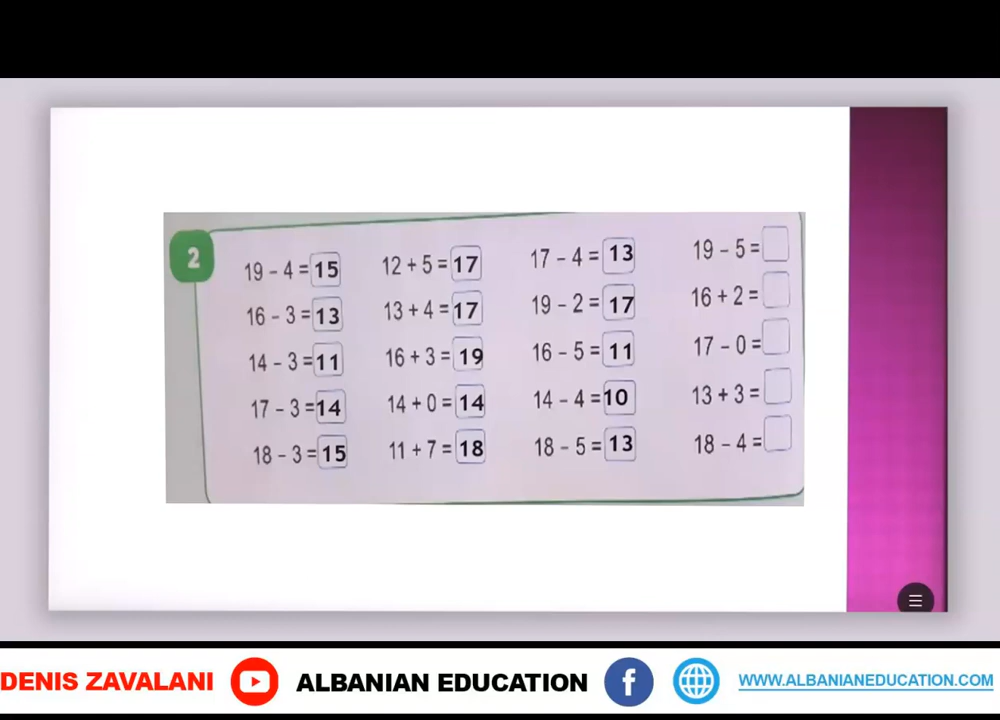 2
19 - 4 = 15 12 + 5 = 17 17 - 4 = 13 19 - 5 =
16 - 3 = 13 13 + 4 = 17 19 - 2 = 17 16 + 2 =
14 - 3 = 11 16 + 3 = 19 16 - 5 = 11 17 - 0 =
17 - 3 = 14 14 + 0 = 14 14 - 4 = 10 13 + 3 =
18 - 3 = 15 11 + 7 = 18 18 - 5 = 13 18 - 4 =
DENIS ZAVALANI ALBANIAN EDUCATION f WWW.ALBANIANEDUCATION.COM